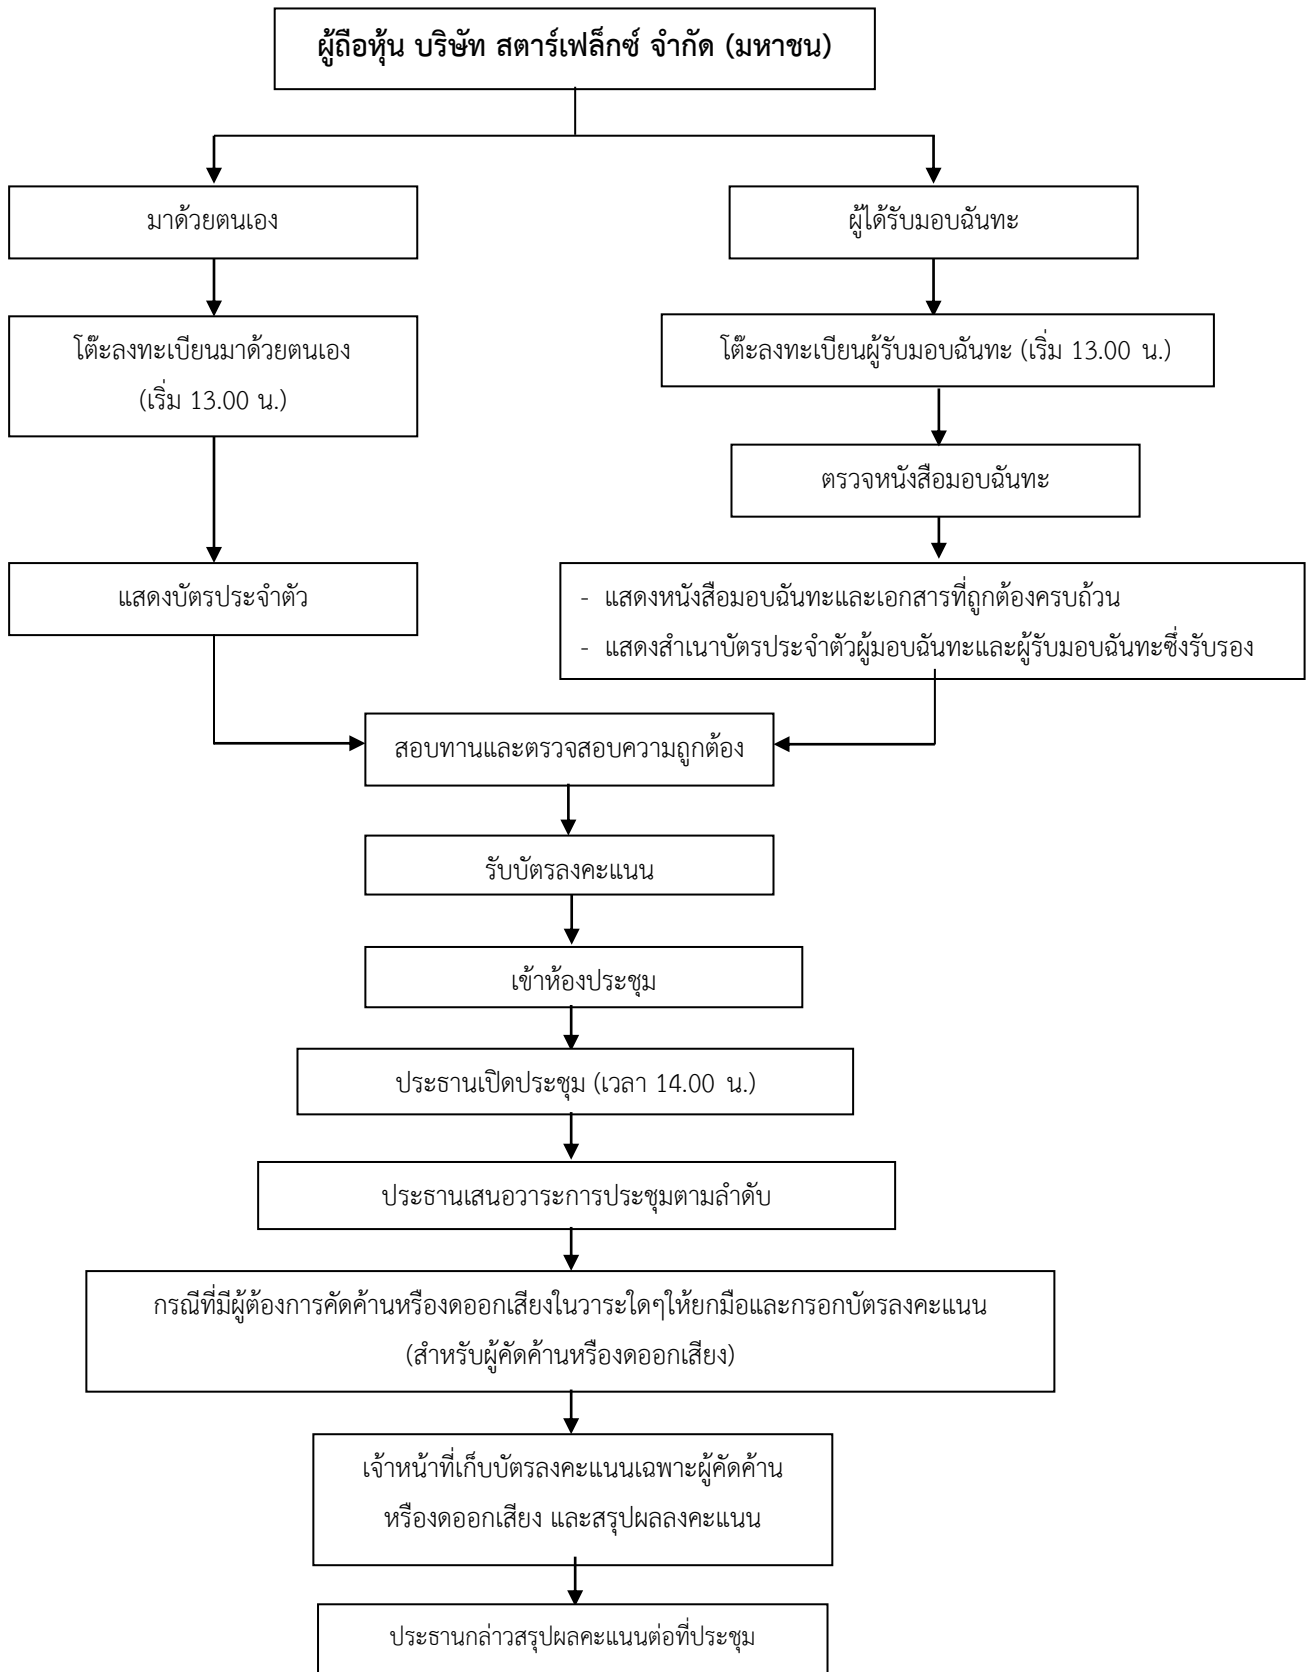 ผู้ถือหุ้น บริษัท สตาร์เฟล็กซ์ จำกัด (มหาชน)
มาด้วยตนเอง
ผู้ได้รับมอบฉันทะ
โต๊ะลงทะเบียนมาด้วยตนเอง
(เริ่ม 13.00 น.)
โต๊ะลงทะเบียนผู้รับมอบฉันทะ (เริ่ม 13.00 น.)
ตรวจหนังสือมอบฉันทะ
แสดงบัตรประจำตัว
- แสดงหนังสือมอบฉันทะและเอกสารที่ถูกต้องครบถ้วน
- แสดงสำเนาบัตรประจำตัวผู้มอบฉันทะและผู้รับมอบฉันทะซึ่งรับรอง
สอบทานและตรวจสอบความถูกต้อง
รับบัตรลงคะแนน
เข้าห้องประชุม
ประธานเปิดประชุม (เวลา 14.00 น.)
ประธานเสนอวาระการประชุมตามลำดับ
กรณีที่มีผู้ต้องการคัดค้านหรืองดออกเสียงในวาระใดๆให้ยกมือและกรอกบัตรลงคะแนน
(สำหรับผู้คัดค้านหรืองดออกเสียง)
เจ้าหน้าที่เก็บบัตรลงคะแนนเฉพาะผู้คัดค้าน
หรืองดออกเสียง และสรุปผลลงคะแนน
ประธานกล่าวสรุปผลคะแนนต่อที่ประชุม